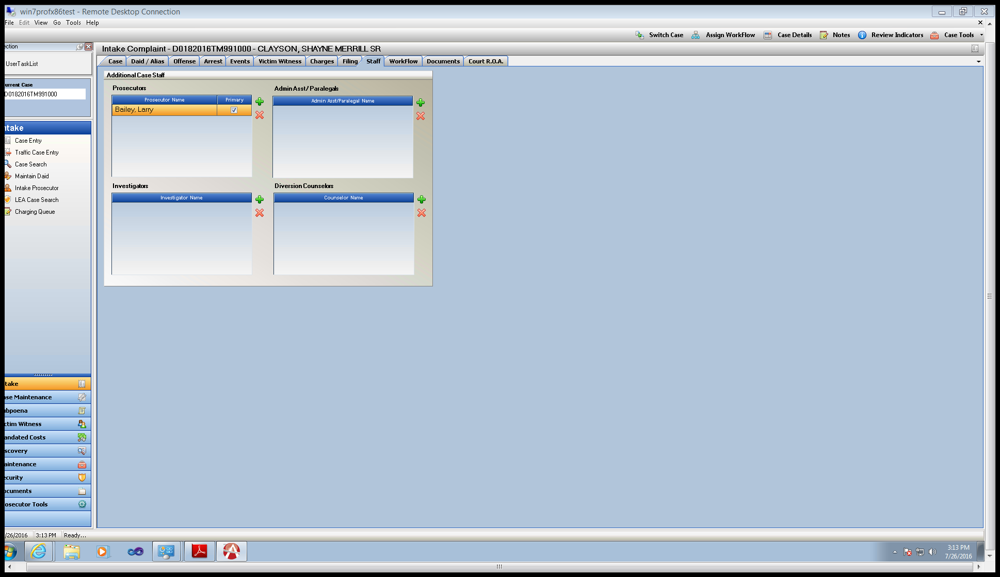 win7profx86test - Remote Desktop Connection
File Edit View Go Tools Help
Switch Case Assign WorkFlow Case Details Notes Review Indicators Case Tools
ction
UserTaskList
urrent Case
D0182016TM991000
ntake
Case Entry
Traffic Case Entry
Case Search
Maintain Daid
Intake Prosecutor
LEA Case Search
Charging Queue
take
ase Maintenance
ubpoena
ctim Witness
andated Costs
scovery
aintenance
ecurity
ocuments
osecutor Tools
Intake Complaint - D0182016TM991000 - CLAYSON, SHAYNE MERRILL SR
Case Daid / Alias Offense Arrest Events Victim Witness Charges Filing Staff WorkFlow Documents Court R.O.A.
Additional Case Staff
Prosecutors
Prosecutor Name Primary
Bailey, Larry
Admin Asst/ Paralegals
Admin Asst/Paralegal Name
Investigators
Investigator Name
Diversion Counselors
Counselor Name
/26/2016 3:13 PM Ready...
3:13 PM
7/26/2016